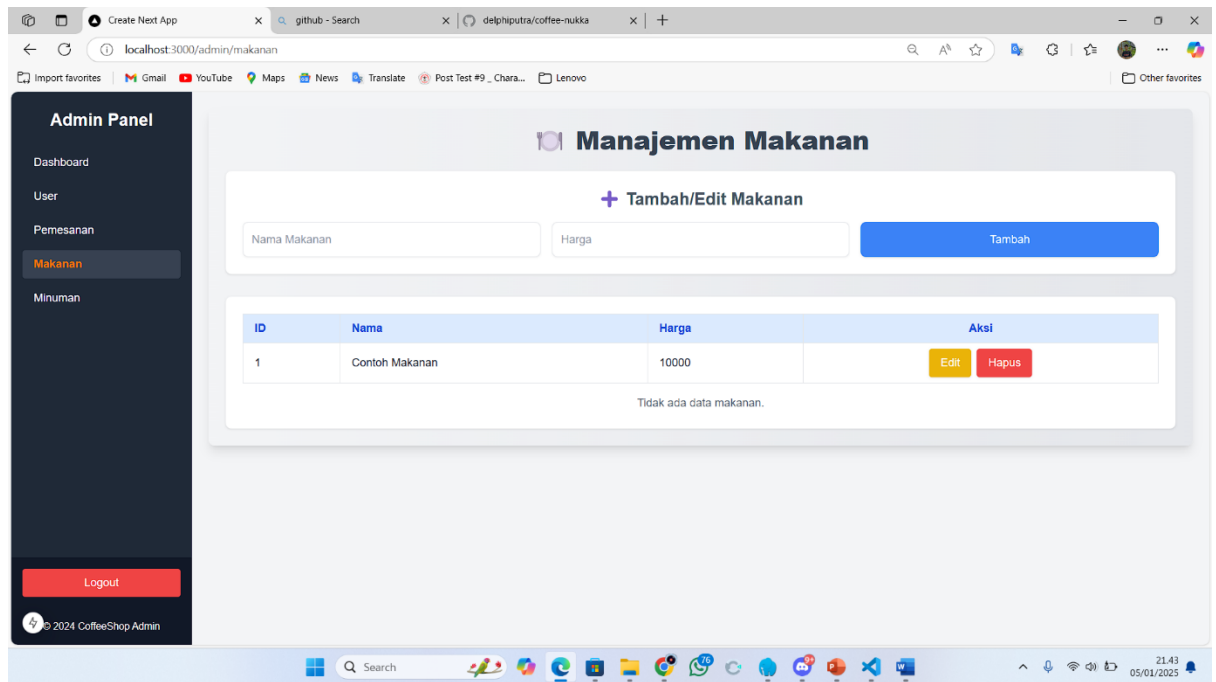 Create Next App
github - Search
delphiputra/coffee-nukka
localhost:3000/admin/makanan
Import favorites
Gmail
YouTube
Maps
News
Translate
Post Test #9 _ Chara...
Lenovo
Other favorites
Admin Panel
Dashboard
User
Pemesanan
Makanan
Minuman
Logout
© 2024 CoffeeShop Admin
Manajemen Makanan
Tambah/Edit Makanan
Nama Makanan
Harga
Tambah
ID Nama Harga Aksi
1 Contoh Makanan 10000 Edit Hapus
Tidak ada data makanan.
Search
76
21.43
05/01/2025